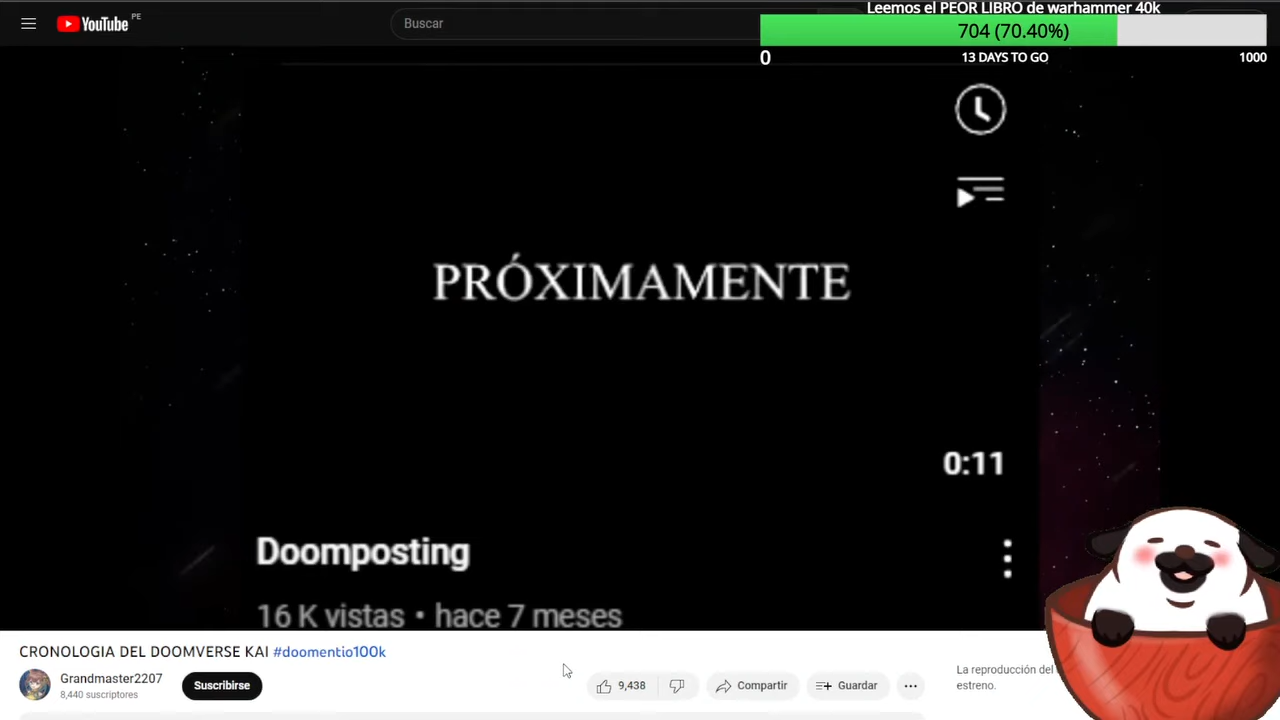 YouTube PE
Buscar
Leemos el PEOR LIBRO de warhammer 40k
704 (70.40%)
0
13 DAYS TO GO
1000
PRÓXIMAMENTE
0:11
Doomposting
16 K vistas • hace 7 meses
CRONOLOGIA DEL DOOMVERSE KAI #doomentio100k
Grandmaster2207
8,440 suscriptores
Suscribirse
9,438
Compartir
Guardar
La reproducción del
estreno.